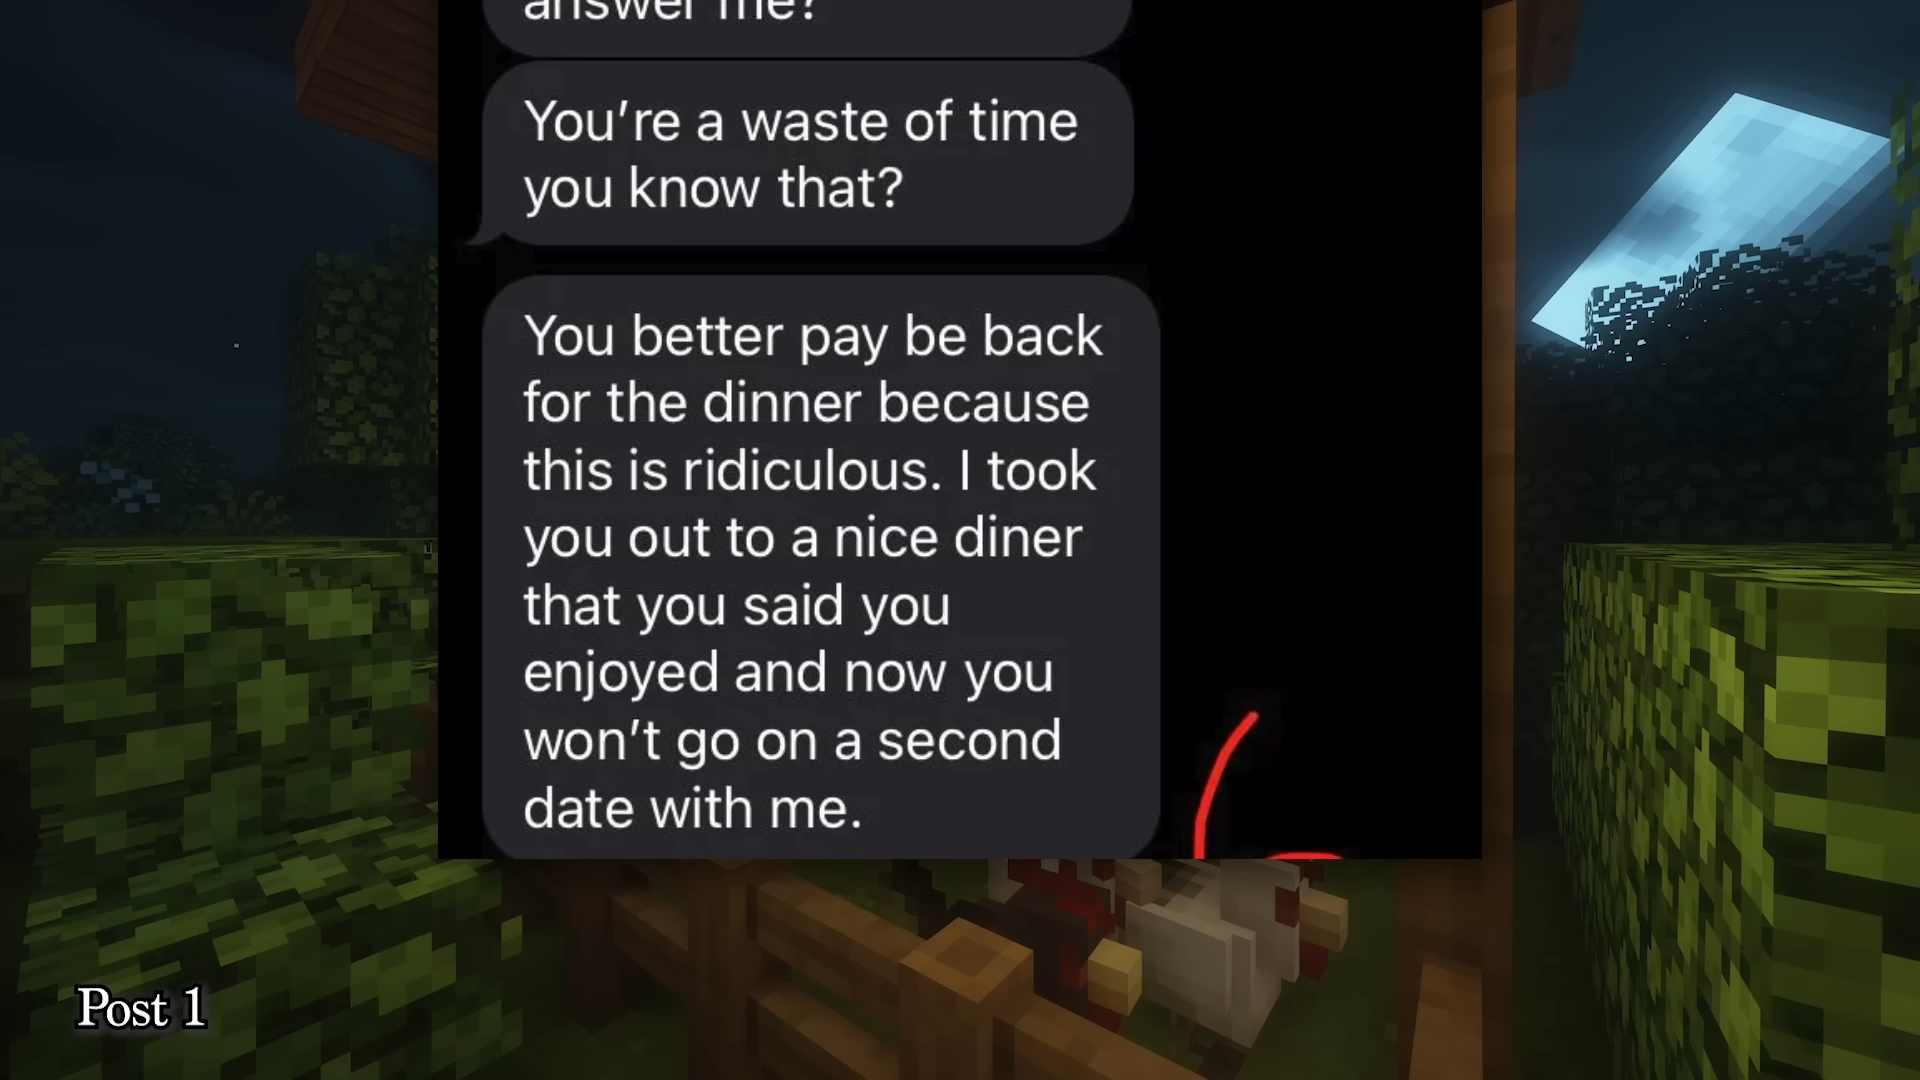 answer me?
You're a waste of time
you know that?
You better pay be back
for the dinner because
this is ridiculous. I took
you out to a nice diner
that you said you
enjoyed and now you
won't go on a second
date with me.
Post 1